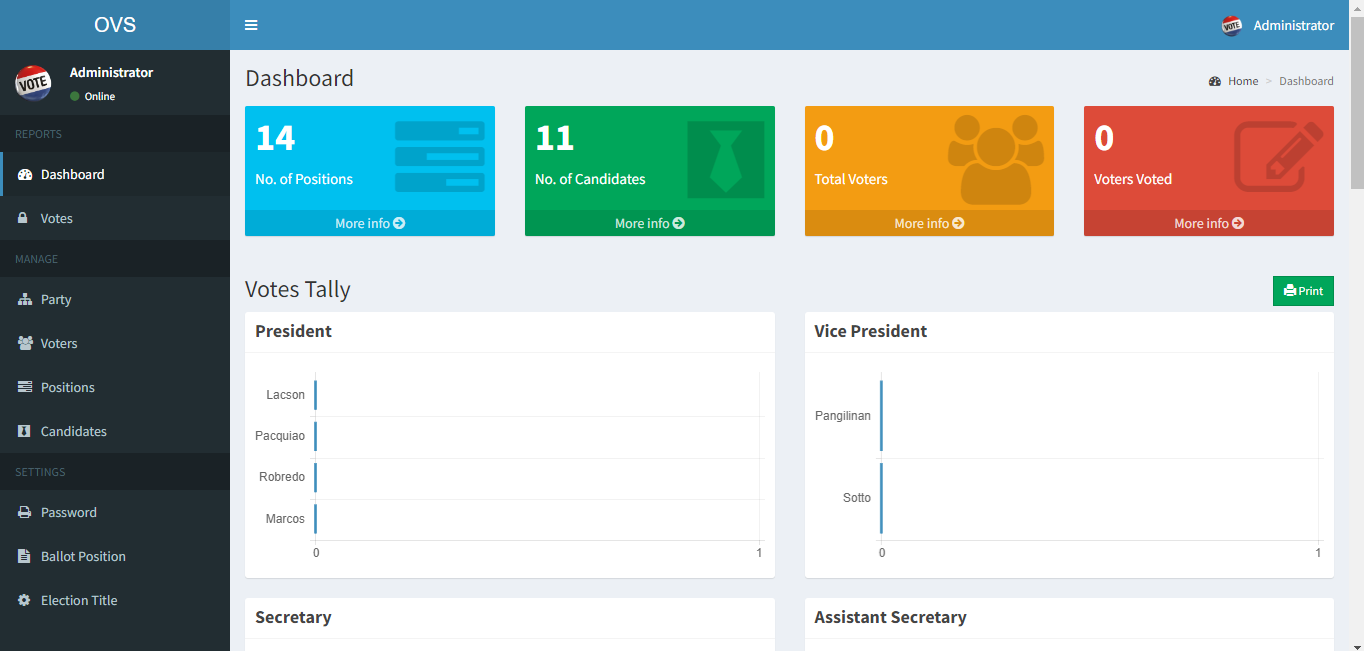 OVS
Administrator
VOTE
Administrator
Online
REPORTS
Dashboard
Votes
MANAGE
Party
Voters
Positions
Candidates
SETTINGS
Password
Ballot Position
Election Title
VOTE
Dashboard
Home > Dashboard
14
No. of Positions
More info
11
No. of Candidates
More info
0
Total Voters
More info
0
Voters Voted
More info
Votes Tally
Print
President
Lacson
Pacquiao
Robredo
Marcos
0 1
Vice President
Pangilinan
Sotto
0 1
Secretary
Assistant Secretary